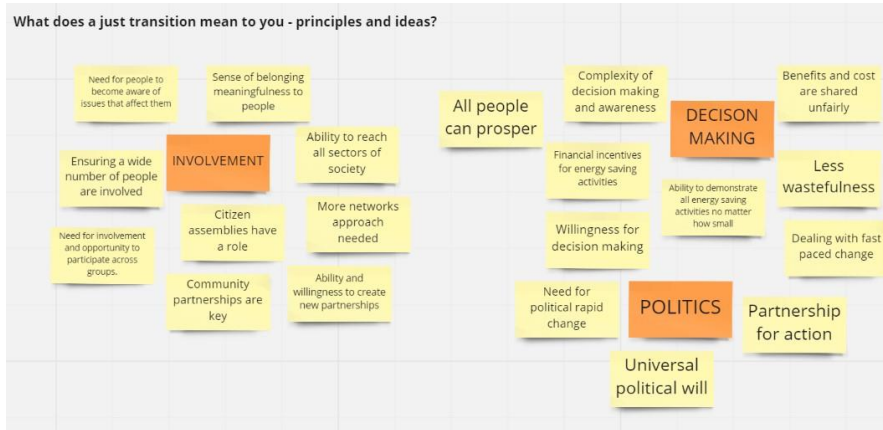 What does a just transition mean to you - principles and ideas?
Need for people to
become aware of
issues that affect them
Sense of belonging
meaningfulness to
people
Ensuring a wide
number of people
are involved
INVOLVEMENT
Ability to reach
all sectors of
society
Need for involvement
and opportunity to
participate across
groups.
Citizen
assemblies have
a role
More networks
approach
needed
Community
partnerships are
key
Ability and
willingness to create
new partnerships
All people
can prosper
Complexity of
decision making
and awareness
DECISON
MAKING
Benefits and cost
are shared
unfairly
Financial incentives
for energy saving
activities
Ability to demonstrate
all energy saving
activities no matter
how small
Less
wastefulness
Willingness for
decision making
Dealing with fast
paced change
Need for
political rapid
change
POLITICS
Partnership
for action
Universal
political will